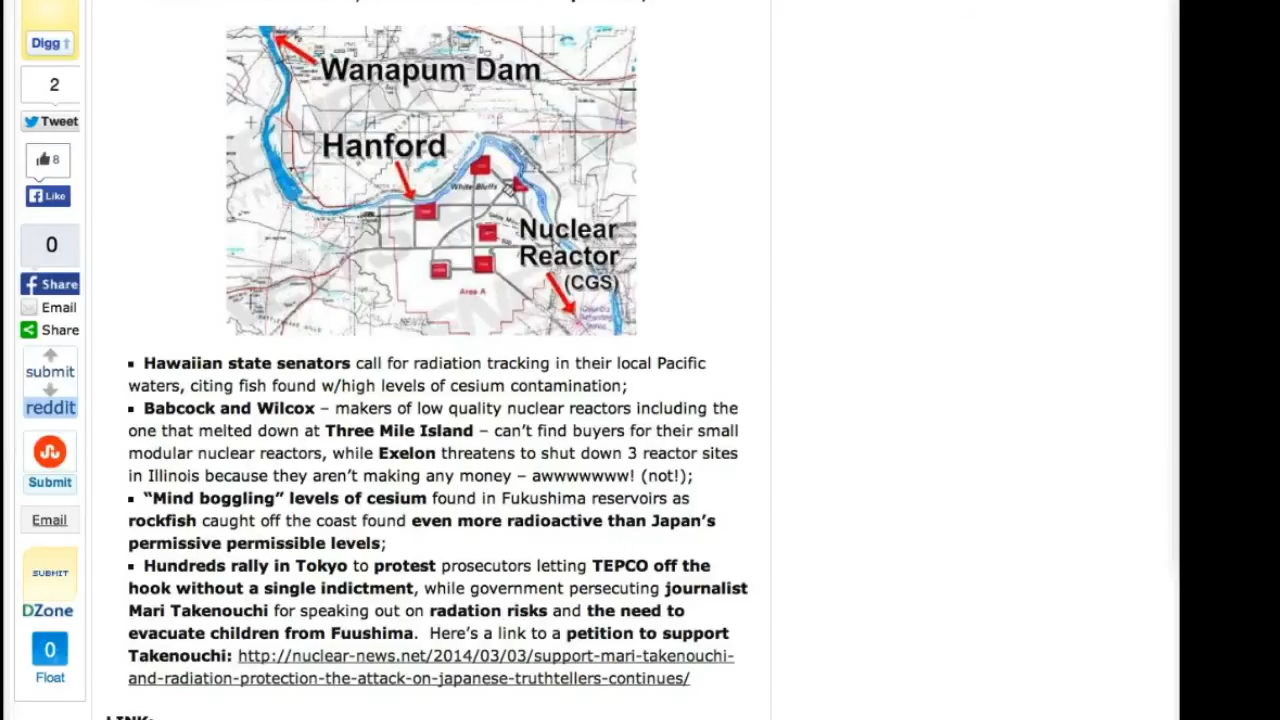 Digg
2
Tweet
8
Like
0
Share
Email
Share
submit
reddit
Submit
Email
SUBMIT
DZone
0
Float
Wanapum Dam
Hanford
White Bluffs
Nuclear
Reactor
(CGS)
Area A
▪ Hawaiian state senators call for radiation tracking in their local Pacific
waters, citing fish found w/high levels of cesium contamination;
▪ Babcock and Wilcox – makers of low quality nuclear reactors including the
one that melted down at Three Mile Island – can't find buyers for their small
modular nuclear reactors, while Exelon threatens to shut down 3 reactor sites
in Illinois because they aren't making any money – awwwwwww! (not!);
▪ “Mind boggling” levels of cesium found in Fukushima reservoirs as
rockfish caught off the coast found even more radioactive than Japan's
permissive permissible levels;
▪ Hundreds rally in Tokyo to protest prosecutors letting TEPCO off the
hook without a single indictment, while government persecuting journalist
Mari Takenouchi for speaking out on radation risks and the need to
evacuate children from Fuushima. Here's a link to a petition to support
Takenouchi: http://nuclear-news.net/2014/03/03/support-mari-takenouchi-
and-radiation-protection-the-attack-on-japanese-truthtellers-continues/
LINK: